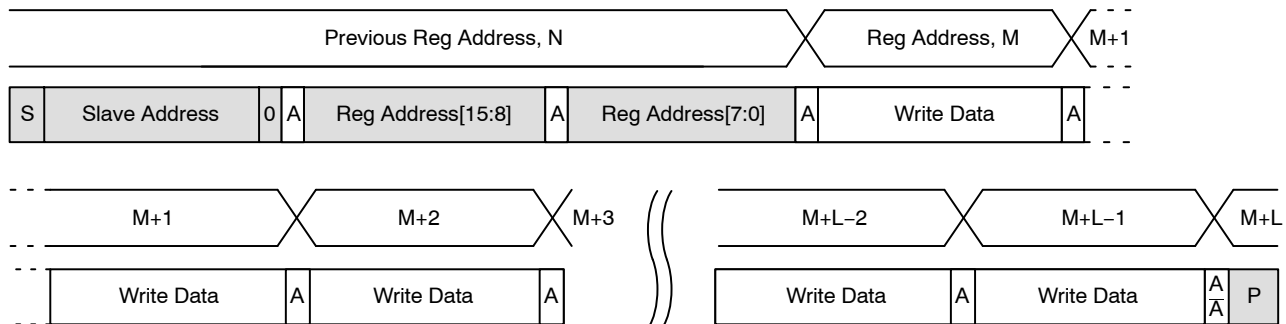 Previous Reg Address, N Reg Address, M M+1
S Slave Address 0 A Reg Address[15:8] A Reg Address[7:0] A Write Data A
M+1 M+2 M+3 M+L−2 M+L−1 M+L
Write Data A Write Data A Write Data A Write Data A/A̅ P